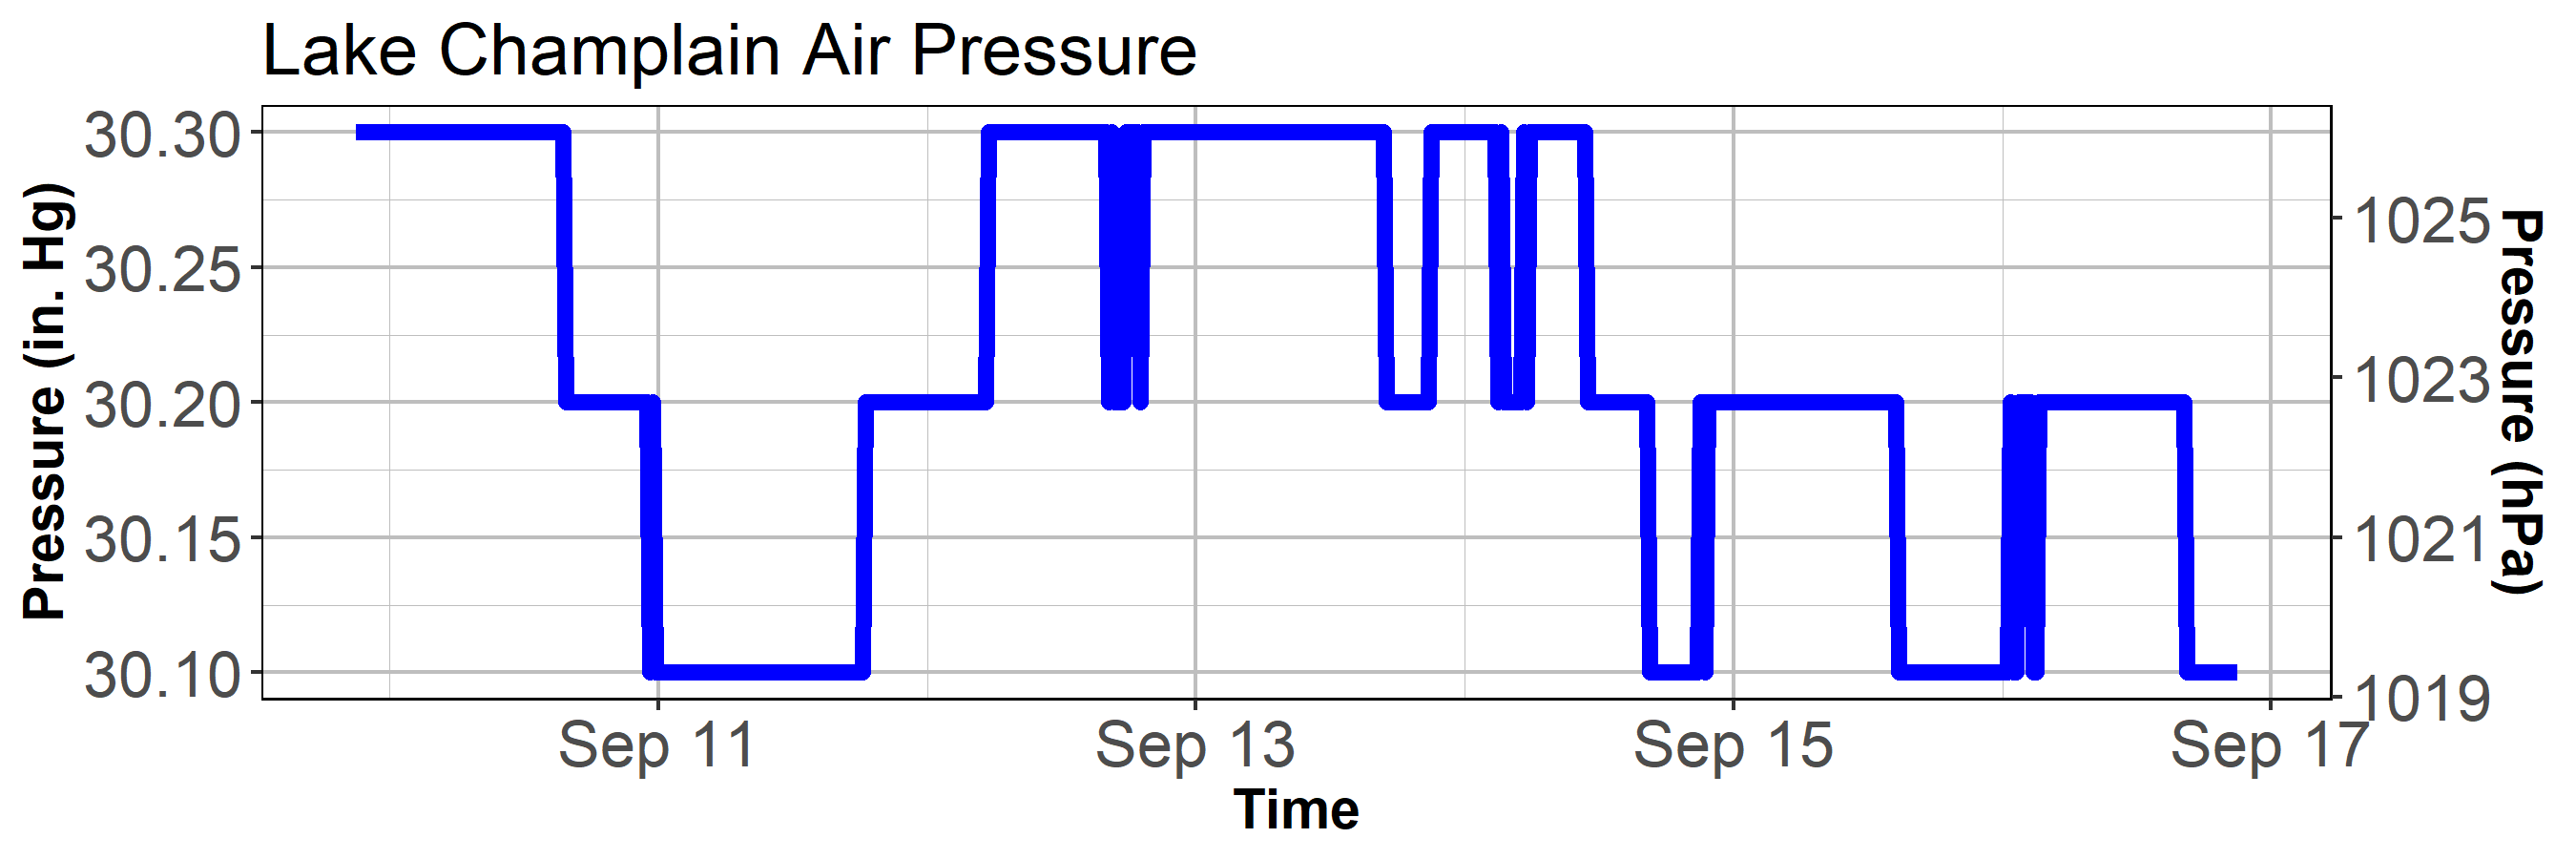 Lake Champlain Air Pressure
Pressure (in. Hg)
30.30
30.25
30.20
30.15
30.10
1025
1023
1021
1019
Pressure (hPa)
Sep 11
Sep 13
Sep 15
Sep 17
Time